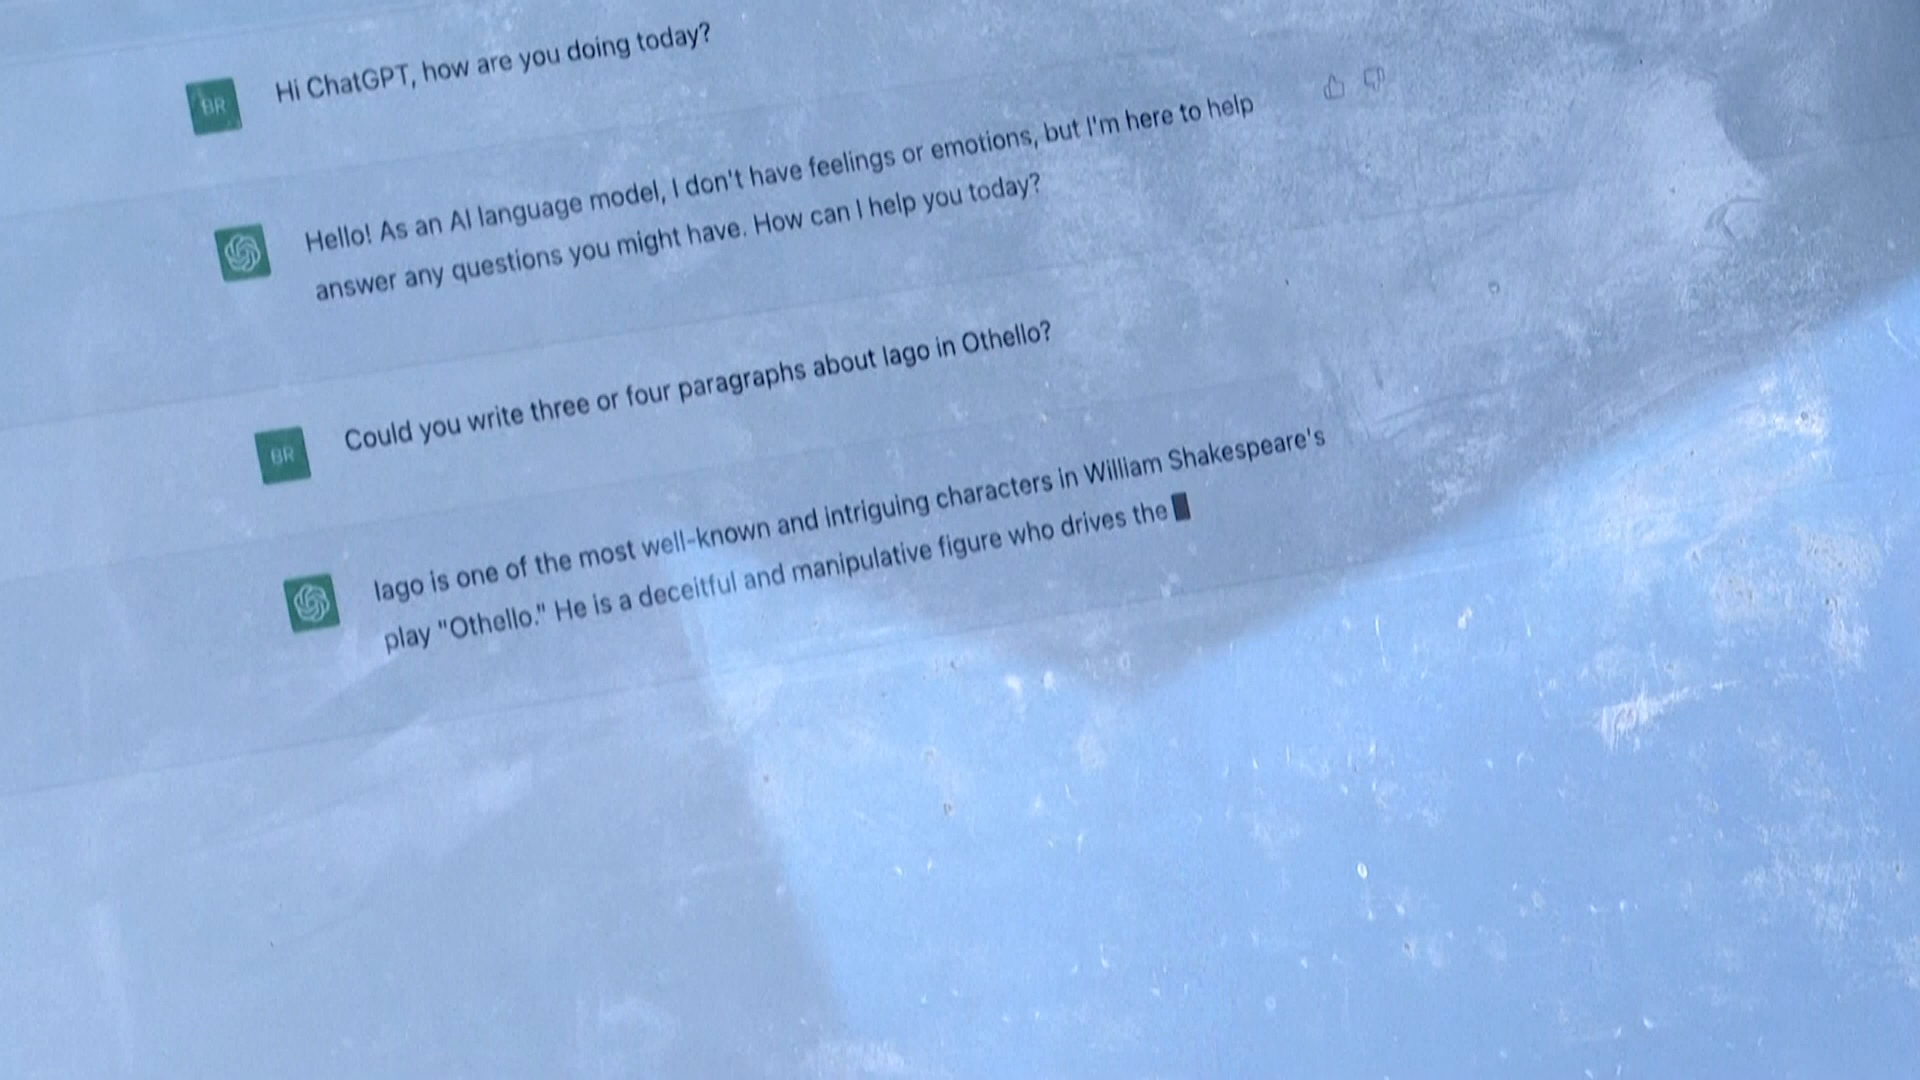 BR
Hi ChatGPT, how are you doing today?
Hello! As an AI language model, I don't have feelings or emotions, but I'm here to help
answer any questions you might have. How can I help you today?
BR
Could you write three or four paragraphs about Iago in Othello?
Iago is one of the most well-known and intriguing characters in William Shakespeare's
play "Othello." He is a deceitful and manipulative figure who drives the